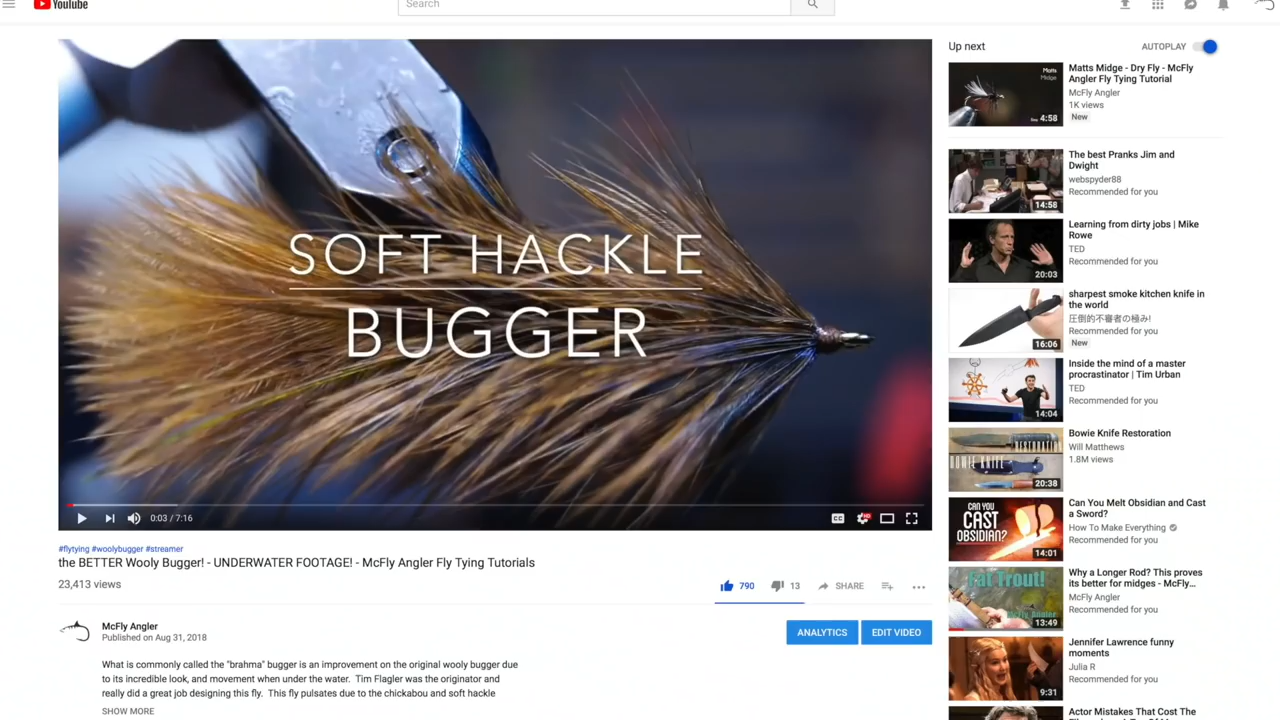 YouTube
Search
SOFT HACKLE
BUGGER
0:03 / 7:16
CC
HD
#flytying #woolybugger #streamer
the BETTER Wooly Bugger! - UNDERWATER FOOTAGE! - McFly Angler Fly Tying Tutorials
23,413 views
790
13
SHARE
McFly Angler
Published on Aug 31, 2018
ANALYTICS
EDIT VIDEO
What is commonly called the "brahma" bugger is an improvement on the original wooly bugger due
to its incredible look, and movement when under the water. Tim Flagler was the originator and
really did a great job designing this fly. This fly pulsates due to the chickabou and soft hackle
SHOW MORE
Up next
AUTOPLAY
Matts
Midge
4:58
Matts Midge - Dry Fly - McFly
Angler Fly Tying Tutorial
McFly Angler
1K views
New
14:58
The best Pranks Jim and
Dwight
webspyder88
Recommended for you
20:03
Learning from dirty jobs | Mike
Rowe
TED
Recommended for you
16:06
sharpest smoke kitchen knife in
the world
圧倒的不審者の極み!
Recommended for you
New
14:04
Inside the mind of a master
procrastinator | Tim Urban
TED
Recommended for you
RESTORATION
BOWIE KNIFE
20:38
Bowie Knife Restoration
Will Matthews
1.8M views
CAN YOU
CAST
OBSIDIAN?
14:01
Can You Melt Obsidian and Cast
a Sword?
How To Make Everything
Recommended for you
Fat Trout!
McFly Angler
13:49
Why a Longer Rod? This proves
its better for midges - McFly...
McFly Angler
Recommended for you
9:31
Jennifer Lawrence funny
moments
Julia R
Recommended for you
Actor Mistakes That Cost The